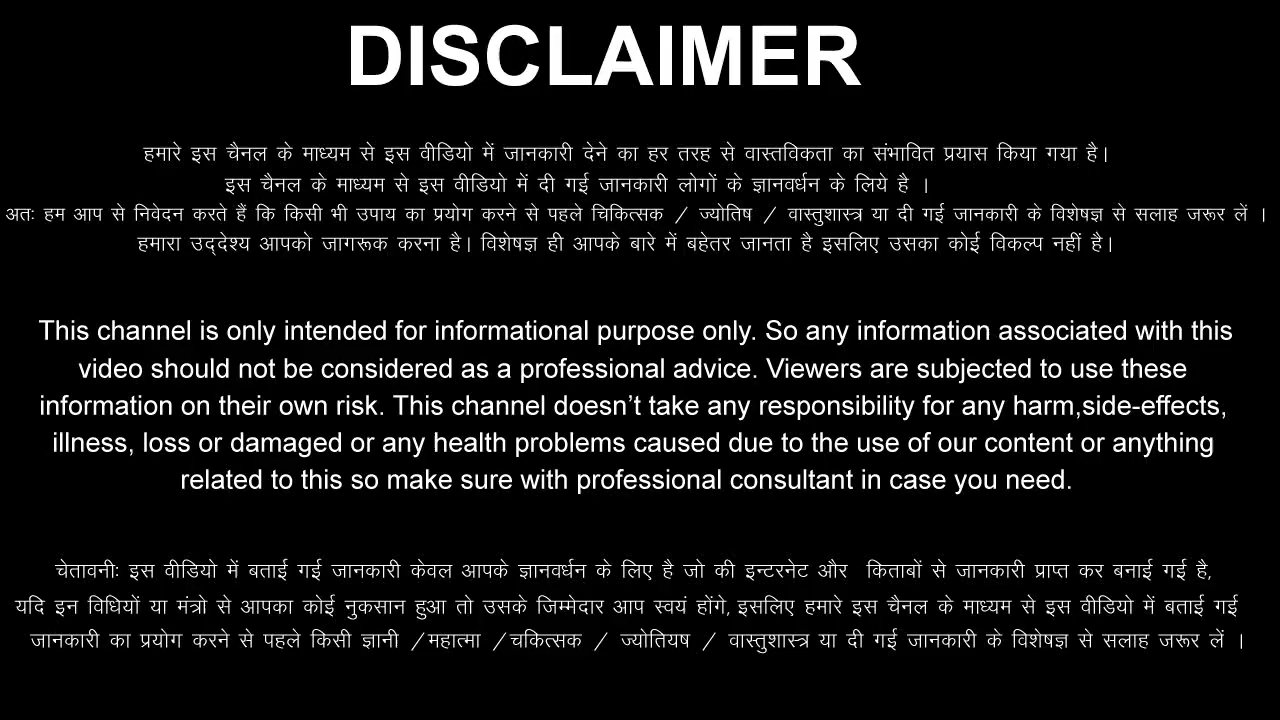 DISCLAIMER
हमारे इस चैनल के माध्यम से इस वीडियो में जानकारी देने का हर तरह से वास्तविकता का संभावित प्रयास किया गया है।
इस चैनल के माध्यम से इस वीडियो में दी गई जानकारी लोगों के ज्ञानवर्धन के लिये है ।
अतः हम आप से निवेदन करते हैं कि किसी भी उपाय का प्रयोग करने से पहले चिकित्सक / ज्योतिष / वास्तुशास्त्र या दी गई जानकारी के विशेषज्ञ से सलाह जरूर लें ।
हमारा उद्देश्य आपको जागरूक करना है। विशेषज्ञ ही आपके बारे में बहेतर जानता है इसलिए उसका कोई विकल्प नहीं है।
This channel is only intended for informational purpose only. So any information associated with this
video should not be considered as a professional advice. Viewers are subjected to use these
information on their own risk. This channel doesn’t take any responsibility for any harm,side-effects,
illness, loss or damaged or any health problems caused due to the use of our content or anything
related to this so make sure with professional consultant in case you need.
चेतावनीः इस वीडियो में बताई गई जानकारी केवल आपके ज्ञानवर्धन के लिए है जो की इन्टरनेट और किताबों से जानकारी प्राप्त कर बनाई गई है,
यदि इन विधियों या मंत्रो से आपका कोई नुकसान हुआ तो उसके जिम्मेदार आप स्वयं होंगे, इसलिए हमारे इस चैनल के माध्यम से इस वीडियो में बताई गई
जानकारी का प्रयोग करने से पहले किसी ज्ञानी /महात्मा /चकित्सक / ज्योतियष / वास्तुशास्त्र या दी गई जानकारी के विशेषज्ञ से सलाह जरूर लें ।